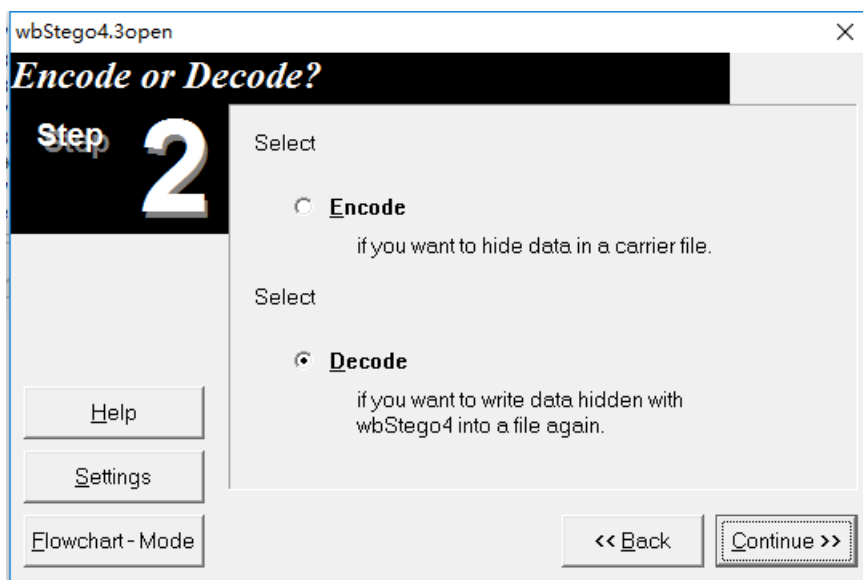 wbStego4.3open
Encode or Decode?
Step 2
Select
Encode
if you want to hide data in a carrier file.
Select
Decode
if you want to write data hidden with
wbStego4 into a file again.
Help
Settings
Flowchart - Mode
<< Back
Continue >>